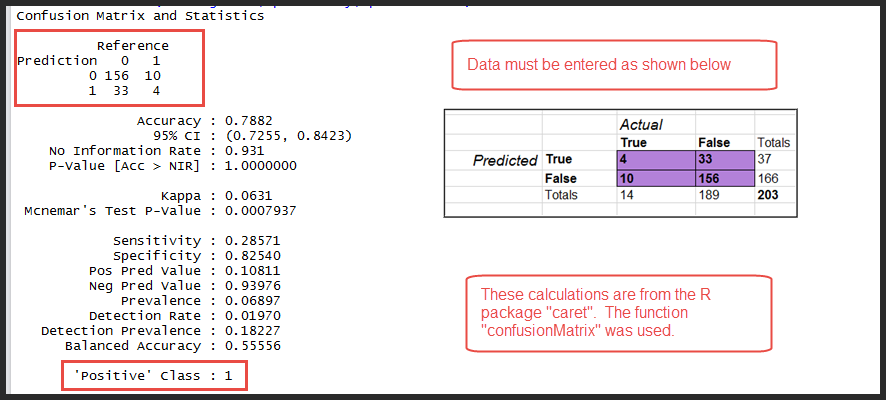 Confusion Matrix and Statistics
Reference
Prediction 0 1
0 156 10
1 33 4
Accuracy : 0.7882
95% CI : (0.7255, 0.8423)
No Information Rate : 0.931
P-Value [Acc > NIR] : 1.0000000
Kappa : 0.0631
Mcnemar's Test P-Value : 0.0007937
Sensitivity : 0.28571
Specificity : 0.82540
Pos Pred Value : 0.10811
Neg Pred Value : 0.93976
Prevalence : 0.06897
Detection Rate : 0.01970
Detection Prevalence : 0.18227
Balanced Accuracy : 0.55556
'Positive' Class : 1
Data must be entered as shown below
Actual
True False Totals
Predicted True 4 33 37
False 10 156 166
Totals 14 189 203
These calculations are from the R
package "caret". The function
"confusionMatrix" was used.